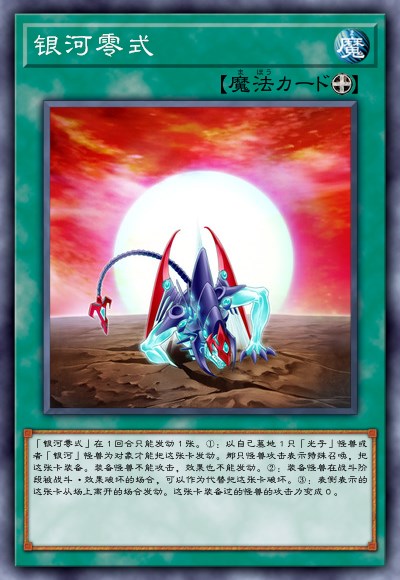 银河零式
魔
【魔法カード】
まほう
「银河零式」在1回合只能发动1张。①：以自己墓地1只「光子」怪兽或
者「银河」怪兽为对象才能把这张卡发动。那只怪兽攻击表示特殊召唤，把
这张卡装备。装备怪兽不能攻击，效果也不能发动。②：装备怪兽在战斗阶
段被战斗·效果破坏的场合，可以作为代替把这张卡破坏。③：表侧表示的
这张卡从场上离开的场合发动。这张卡装备过的怪兽的攻击力变成0。